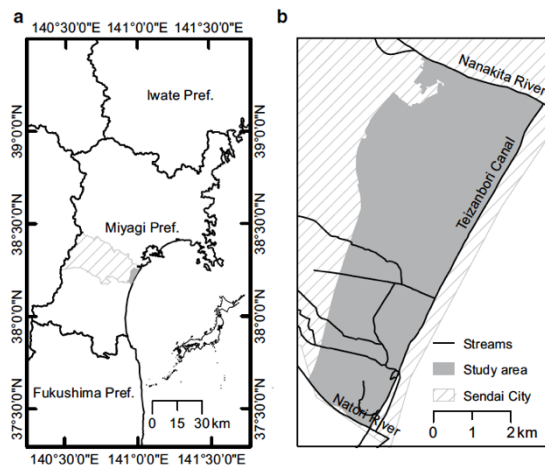 a
140°30'0"E 141°0'0"E 141°30'0"E
39°0'0"N
38°30'0"N
38°0'0"N
37°30'0"N
Iwate Pref.
Miyagi Pref.
Fukushima Pref.
0 15 30 km
39°0'0"N
38°30'0"N
38°0'0"N
37°30'0"N
140°30'0"E 141°0'0"E 141°30'0"E
b
Nanakita River
Teizanbori Canal
Natori River
Streams
Study area
Sendai City
0 1 2 km